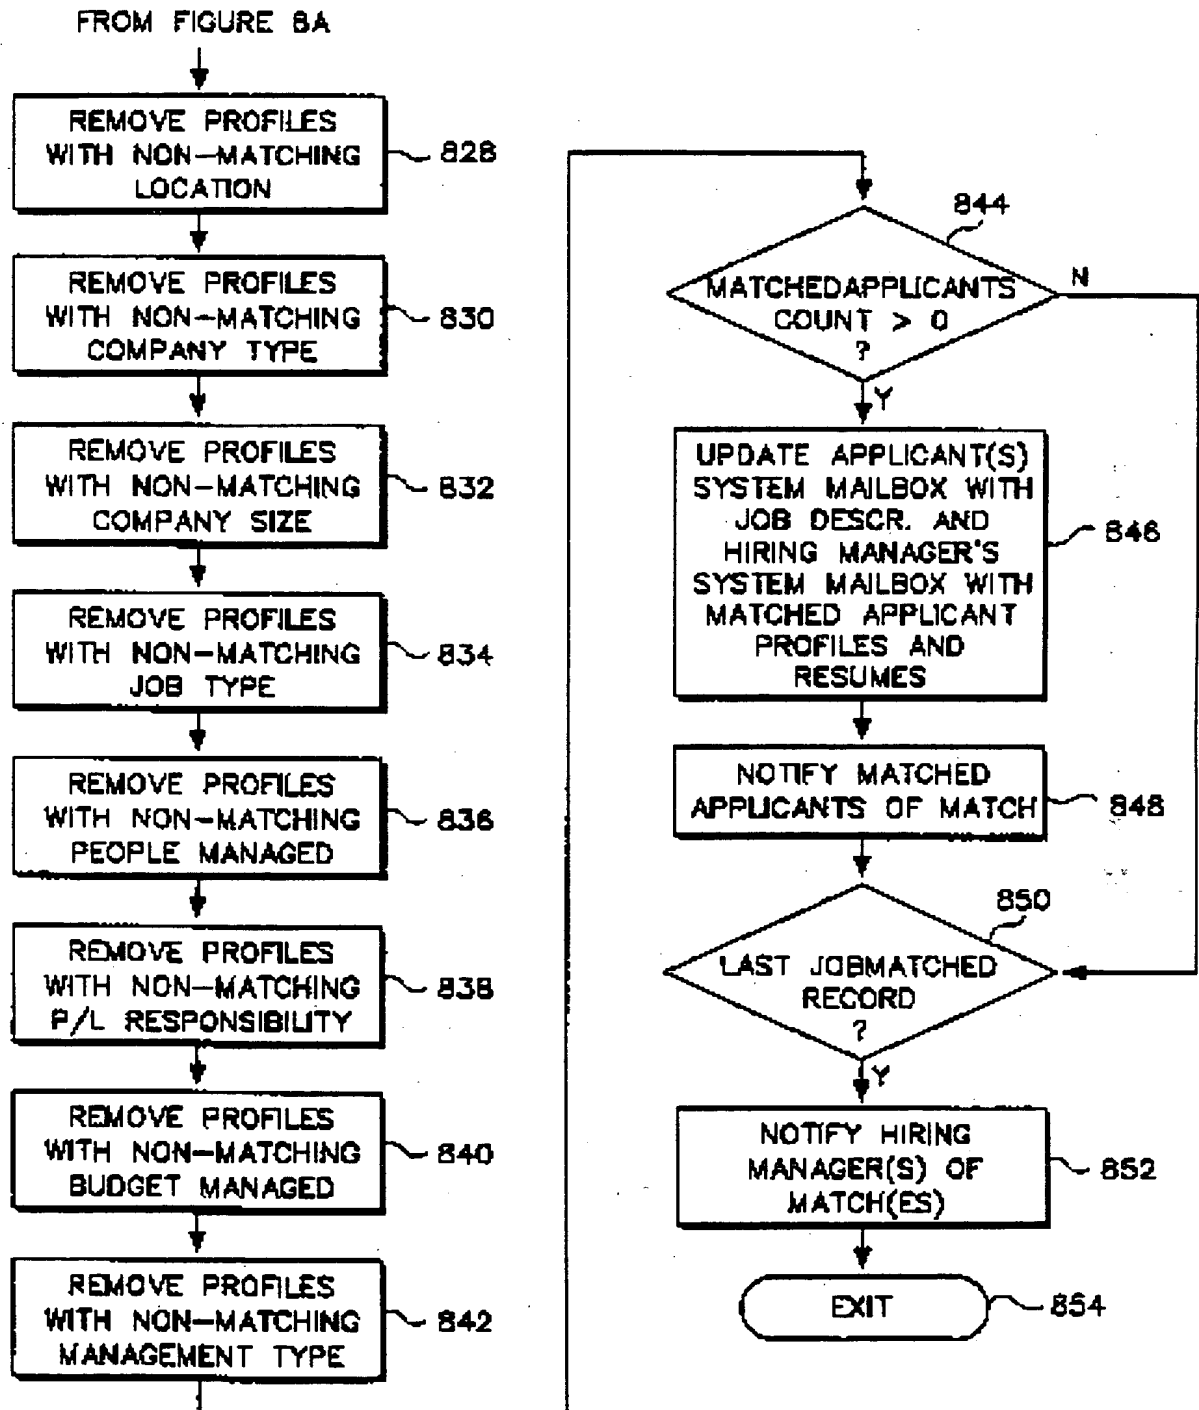 FROM FIGURE 8A
REMOVE PROFILES
WITH NON-MATCHING
LOCATION
828
REMOVE PROFILES
WITH NON-MATCHING
COMPANY TYPE
830
REMOVE PROFILES
WITH NON-MATCHING
COMPANY SIZE
832
REMOVE PROFILES
WITH NON-MATCHING
JOB TYPE
834
REMOVE PROFILES
WITH NON-MATCHING
PEOPLE MANAGED
836
REMOVE PROFILES
WITH NON-MATCHING
P/L RESPONSIBILITY
838
REMOVE PROFILES
WITH NON-MATCHING
BUDGET MANAGED
840
REMOVE PROFILES
WITH NON-MATCHING
MANAGEMENT TYPE
842
844
MATCHEDAPPLICANTS
COUNT > 0
?
N
Y
UPDATE APPLICANT(S)
SYSTEM MAILBOX WITH
JOB DESCR. AND
HIRING MANAGER'S
SYSTEM MAILBOX WITH
MATCHED APPLICANT
PROFILES AND
RESUMES
846
NOTIFY MATCHED
APPLICANTS OF MATCH
848
850
LAST JOBMATCHED
RECORD
?
Y
NOTIFY HIRING
MANAGER(S) OF
MATCH(ES)
852
EXIT
854